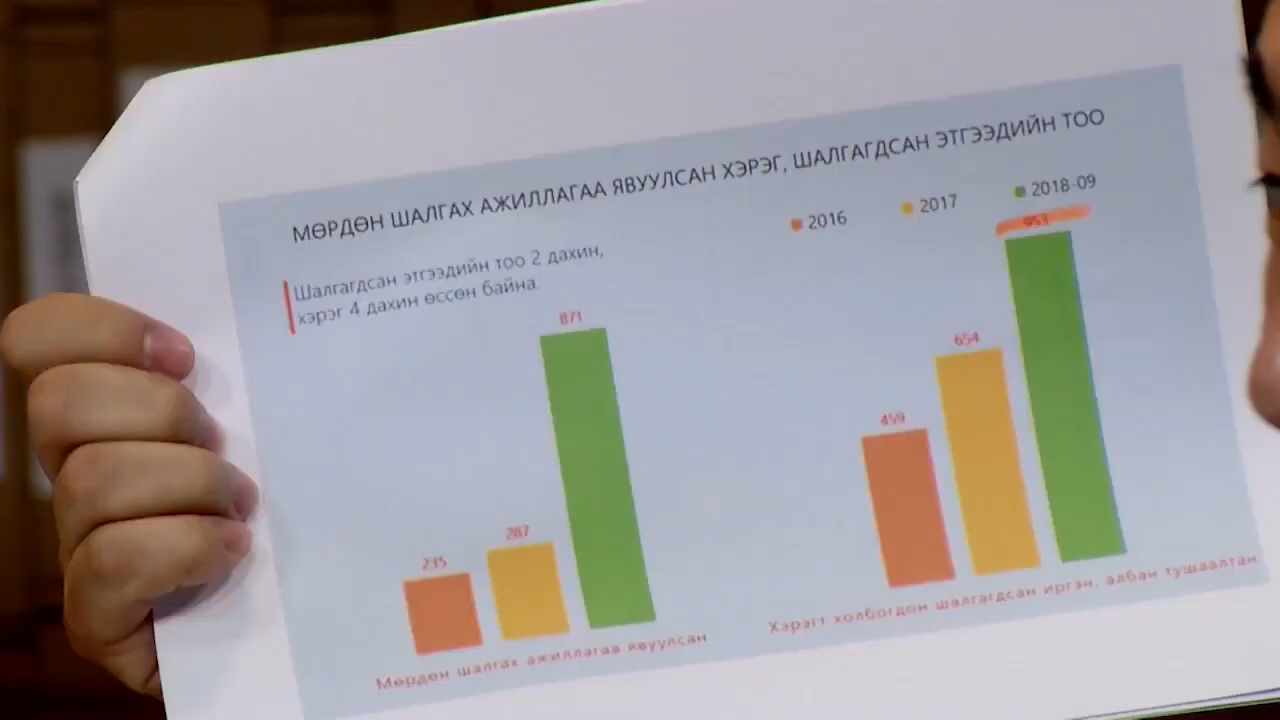 МӨРДӨН ШАЛГАХ АЖИЛЛАГАА ЯВУУЛСАН ХЭРЭГ, ШАЛГАГДСАН ЭТГЭЭДИЙН ТОО
2016 2017 2018-09
Шалгагдсан этгээдийн тоо 2 дахин,
хэрэг 4 дахин өссөн байна.
235 287 871
459 654 953
Мөрдөн шалгах ажиллагаа явуулсан
Хэрэгт холбогдон шалгагдсан иргэн, албан тушаалтан